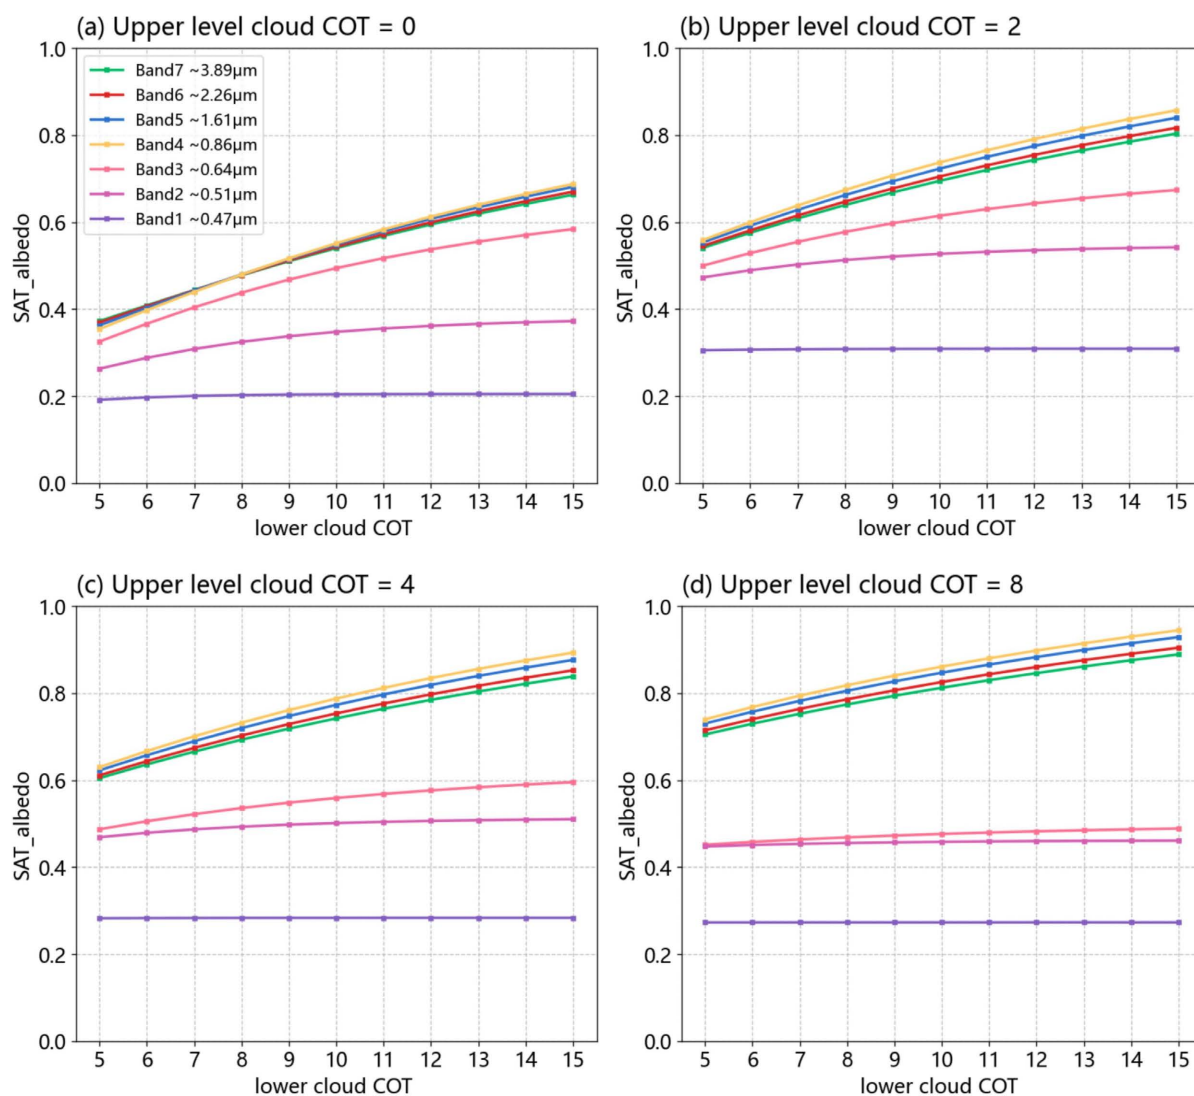 (a) Upper level cloud COT = 0
SAT_albedo
1.0
0.8
0.6
0.4
0.2
0.0
Band7 ~3.89μm
Band6 ~2.26μm
Band5 ~1.61μm
Band4 ~0.86μm
Band3 ~0.64μm
Band2 ~0.51μm
Band1 ~0.47μm
5 6 7 8 9 10 11 12 13 14 15
lower cloud COT
(b) Upper level cloud COT = 2
SAT_albedo
1.0
0.8
0.6
0.4
0.2
0.0
5 6 7 8 9 10 11 12 13 14 15
lower cloud COT
(c) Upper level cloud COT = 4
SAT_albedo
1.0
0.8
0.6
0.4
0.2
0.0
5 6 7 8 9 10 11 12 13 14 15
lower cloud COT
(d) Upper level cloud COT = 8
SAT_albedo
1.0
0.8
0.6
0.4
0.2
0.0
5 6 7 8 9 10 11 12 13 14 15
lower cloud COT